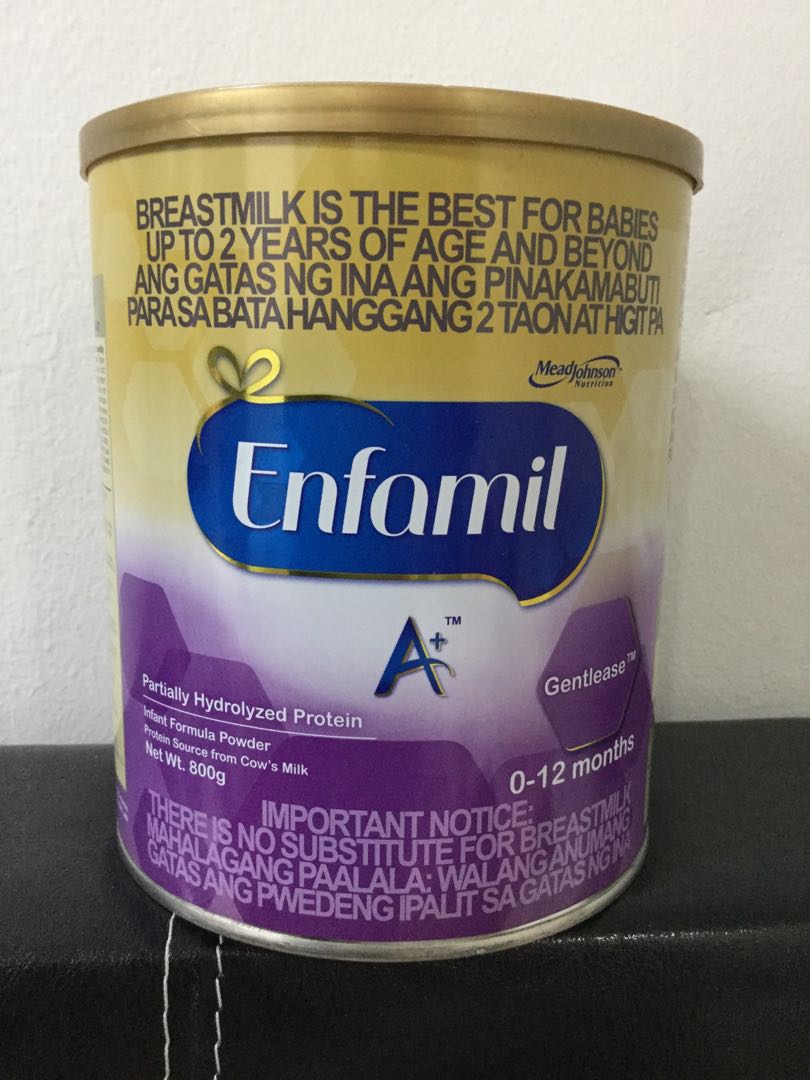 BREASTMILK IS THE BEST FOR BABIES
UP TO 2 YEARS OF AGE AND BEYOND
ANG GATAS NG INA ANG PINAKAMABUTI
PARA SA BATA HANGGANG 2 TAON AT HIGIT PA
MeadJohnson™
Nutrition
Enfamil
A+™
Gentlease™
Partially Hydrolyzed Protein
Infant Formula Powder
Protein Source from Cow's Milk
Net Wt. 800g
0-12 months
IMPORTANT NOTICE:
THERE IS NO SUBSTITUTE FOR BREASTMILK
MAHALAGANG PAALALA: WALANG ANUMANG
GATAS ANG PWEDENG IPALIT SA GATAS NG INA